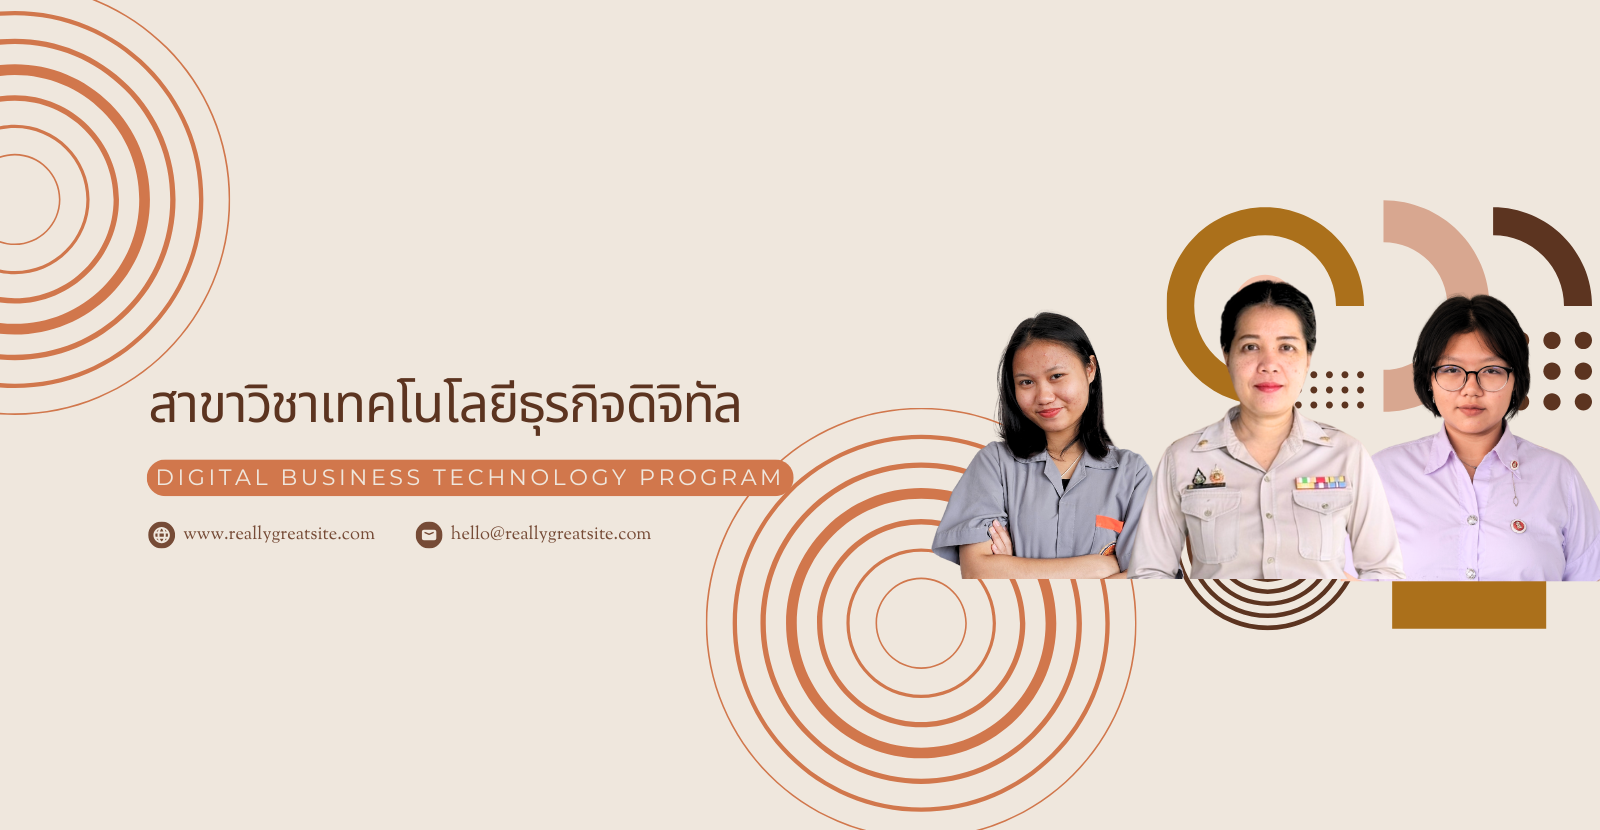 สาขาวิชาเทคโนโลยีธุรกิจดิจิทัล
DIGITAL BUSINESS TECHNOLOGY PROGRAM
www.reallygreatsite.com hello@reallygreatsite.com